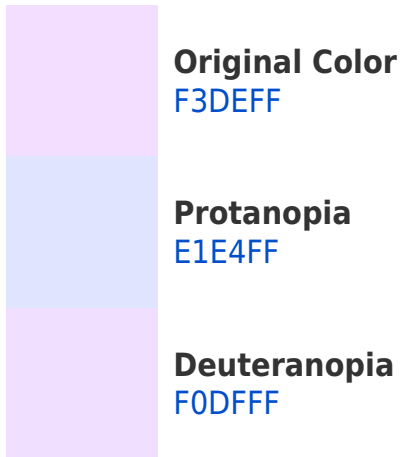 Original Color
F3DEFF
Protanopia
E1E4FF
Deuteranopia
F0DFFF